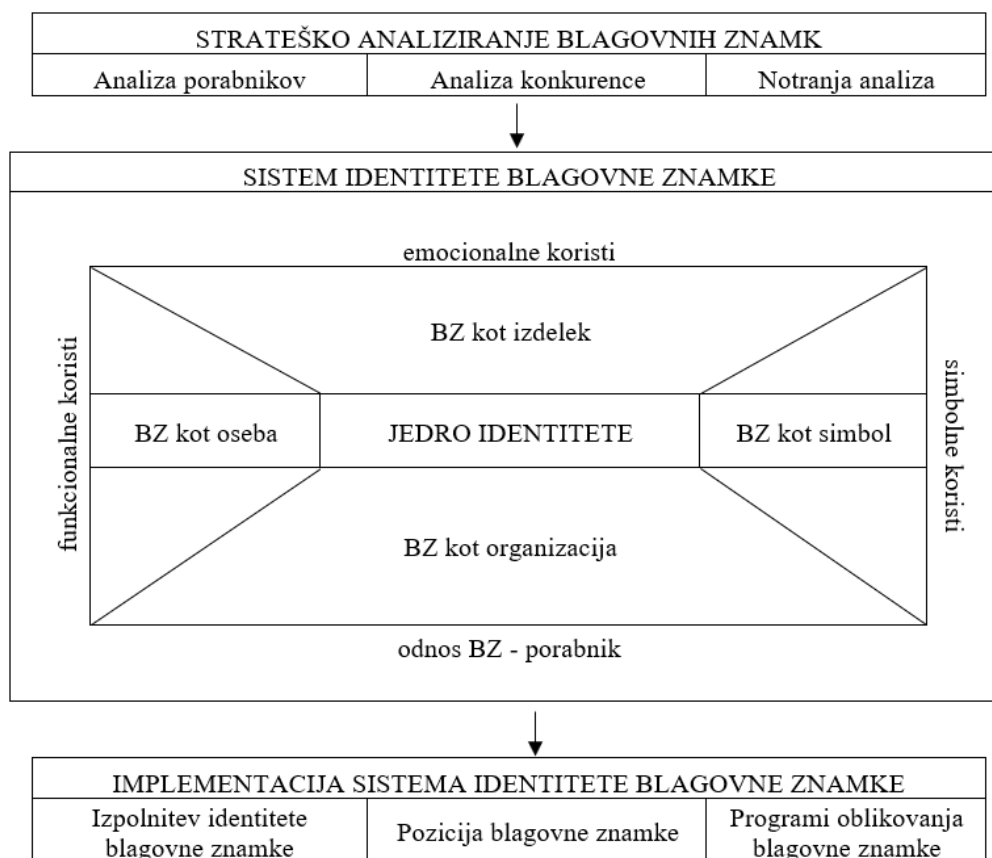 STRATEŠKO ANALIZIRANJE BLAGOVNIH ZNAMK
Analiza porabnikov
Analiza konkurence
Notranja analiza
SISTEM IDENTITETE BLAGOVNE ZNAMKE
emocionalne koristi
funkcionalne koristi
BZ kot izdelek
simbolne koristi
BZ kot oseba
JEDRO IDENTITETE
BZ kot simbol
BZ kot organizacija
odnos BZ - porabnik
IMPLEMENTACIJA SISTEMA IDENTITETE BLAGOVNE ZNAMKE
Izpolnitev identitete
blagovne znamke
Pozicija blagovne znamke
Programi oblikovanja
blagovne znamke